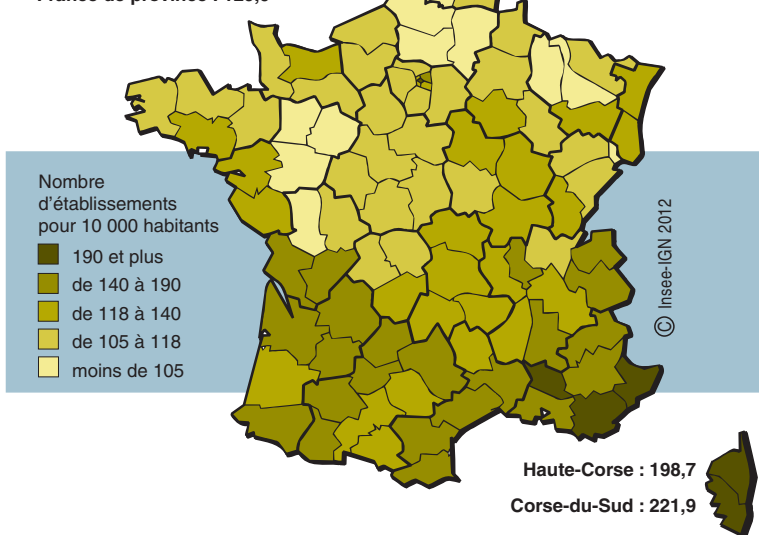 Nombre
d'établissements
pour 10 000 habitants
190 et plus
de 140 à 190
de 118 à 140
de 105 à 118
moins de 105
© Insee-IGN 2012
Haute-Corse : 198,7
Corse-du-Sud : 221,9